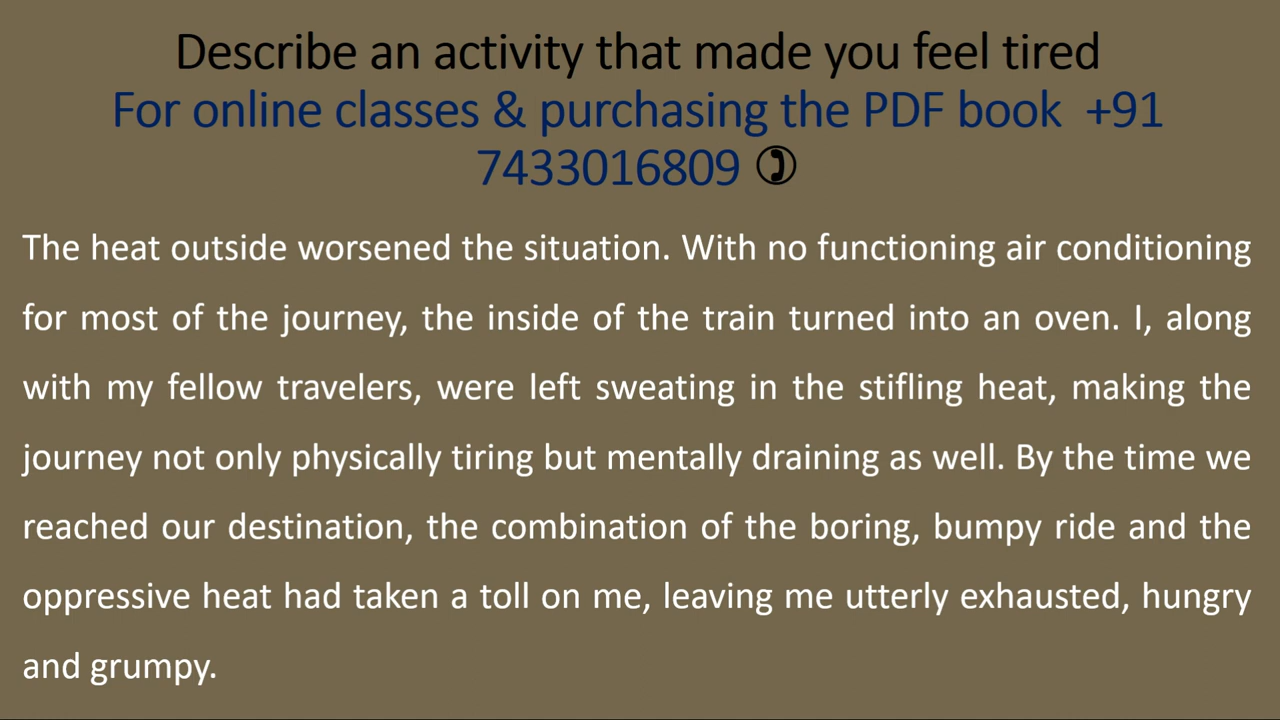 Describe an activity that made you feel tired
For online classes & purchasing the PDF book +91
7433016809
The heat outside worsened the situation. With no functioning air conditioning
for most of the journey, the inside of the train turned into an oven. I, along
with my fellow travelers, were left sweating in the stifling heat, making the
journey not only physically tiring but mentally draining as well. By the time we
reached our destination, the combination of the boring, bumpy ride and the
oppressive heat had taken a toll on me, leaving me utterly exhausted, hungry
and grumpy.